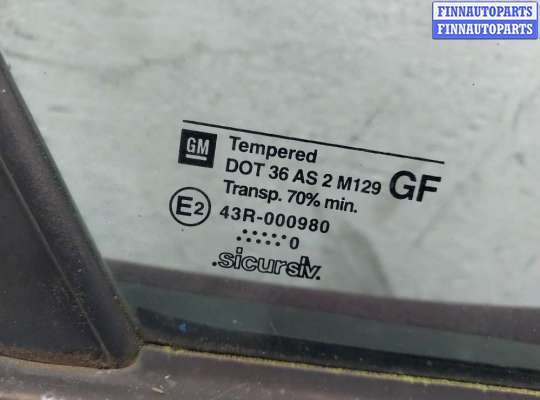 FINNAUTOPARTS
FINNAUTOPARTS
GM Tempered
DOT 36 AS 2 M129 GF
Transp. 70% min.
E2 43R-000980
0
.sicursiv.